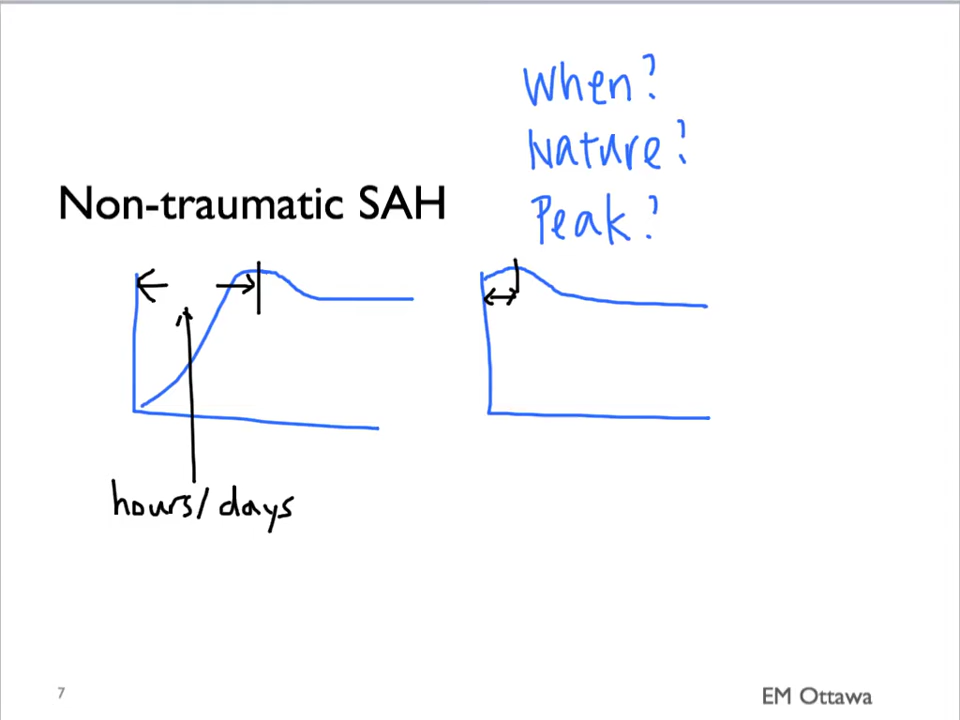 When?
Nature?
Peak?
Non-traumatic SAH
hours/days
7
EM Ottawa